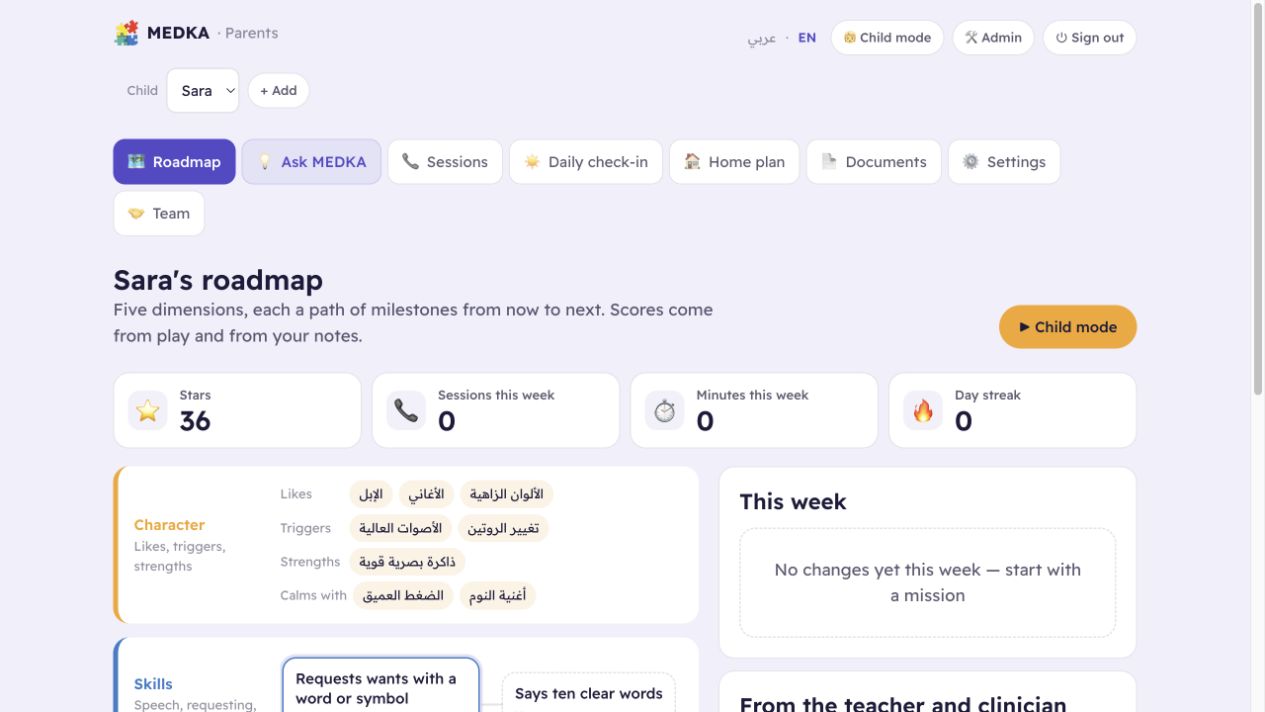 MEDKA · Parents
عربي · EN
Child mode
Admin
Sign out
Child
Sara
+ Add
Roadmap
Ask MEDKA
Sessions
Daily check-in
Home plan
Documents
Settings
Team
Sara's roadmap
Five dimensions, each a path of milestones from now to next. Scores come
from play and from your notes.
Child mode
Stars
36
Sessions this week
0
Minutes this week
0
Day streak
0
Character
Likes, triggers,
strengths
Likes الإبل الأغاني الألوان الزاهية
Triggers الأصوات العالية تغيير الروتين
Strengths ذاكرة بصرية قوية
Calms with الضغط العميق أغنية النوم
This week
No changes yet this week — start with
a mission
Skills
Speech, requesting,
Requests wants with a
word or symbol
Says ten clear words
From the teacher and clinician